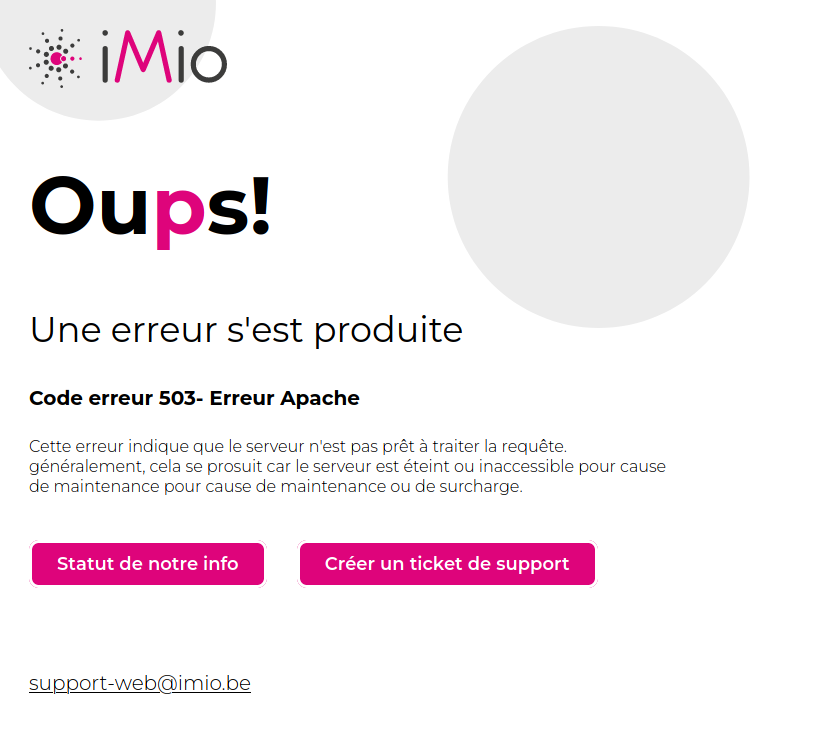 iMio
Oups!
Une erreur s'est produite
Code erreur 503- Erreur Apache
Cette erreur indique que le serveur n'est pas prêt à traiter la requête.
généralement, cela se prosuit car le serveur est éteint ou inaccessible pour cause
de maintenance pour cause de maintenance ou de surcharge.
Statut de notre info
Créer un ticket de support
support-web@imio.be